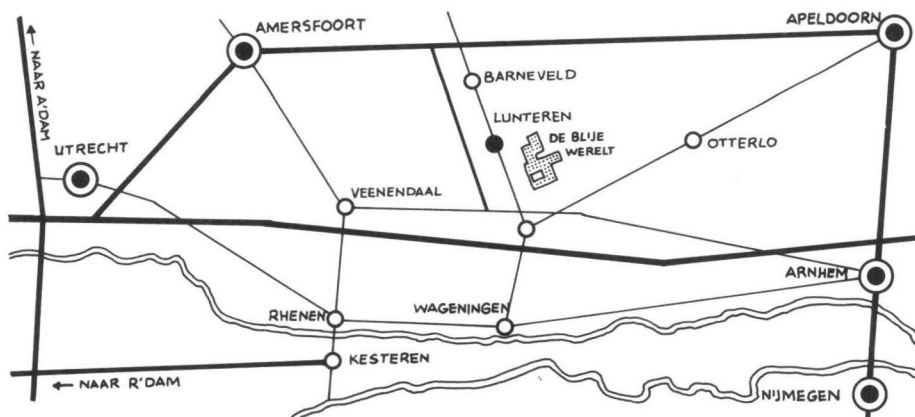 AMERSFOORT
APELDOORN
← NAAR A'DAM
BARNEVELD
LUNTEREN
DE BLIJE
WERELT
OTTERLO
UTRECHT
VEENENDAAL
ARNHEM
RHENEN
WAGENINGEN
KESTEREN
← NAAR R'DAM
NIJMEGEN